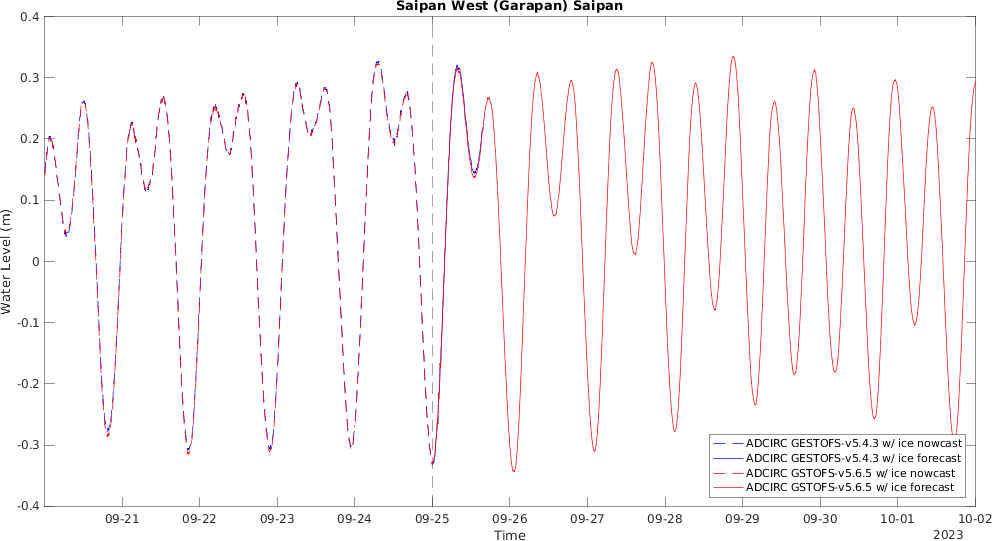 Saipan West (Garapan) Saipan
0.4
0.3
0.2
0.1
0
-0.1
-0.2
-0.3
-0.4
Water Level (m)
ADCIRC GESTOFS-v5.4.3 w/ ice nowcast
ADCIRC GESTOFS-v5.4.3 w/ ice forecast
ADCIRC GSTOFS-v5.6.5 w/ ice nowcast
ADCIRC GSTOFS-v5.6.5 w/ ice forecast
09-21 09-22 09-23 09-24 09-25 09-26 09-27 09-28 09-29 09-30 10-01 10-02
Time
2023